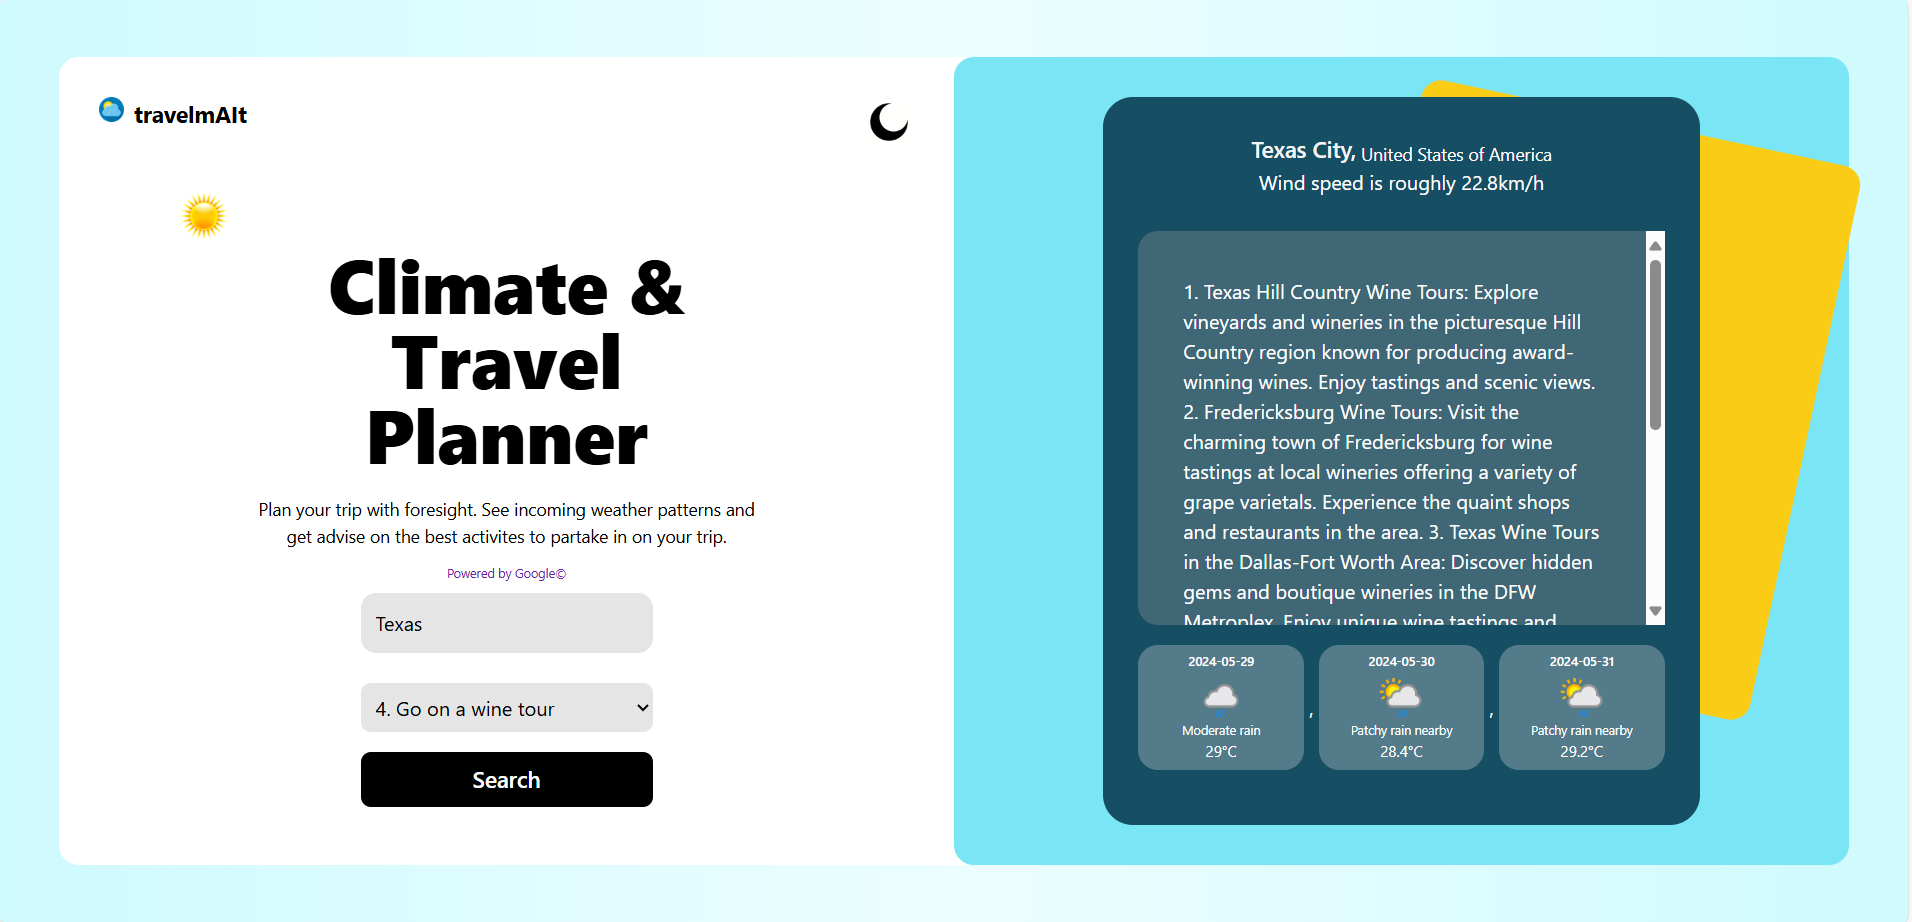 travelmAIt
Climate &
Travel
Planner
Plan your trip with foresight. See incoming weather patterns and
get advise on the best activites to partake in on your trip.
Powered by Google©
Texas
4. Go on a wine tour
Search
Texas City, United States of America
Wind speed is roughly 22.8km/h
1. Texas Hill Country Wine Tours: Explore
vineyards and wineries in the picturesque Hill
Country region known for producing award-
winning wines. Enjoy tastings and scenic views.
2. Fredericksburg Wine Tours: Visit the
charming town of Fredericksburg for wine
tastings at local wineries offering a variety of
grape varietals. Experience the quaint shops
and restaurants in the area. 3. Texas Wine Tours
in the Dallas-Fort Worth Area: Discover hidden
gems and boutique wineries in the DFW
Metroplex. Enjoy unique wine tastings and
2024-05-29
Moderate rain
29°C
,
2024-05-30
Patchy rain nearby
28.4°C
,
2024-05-31
Patchy rain nearby
29.2°C